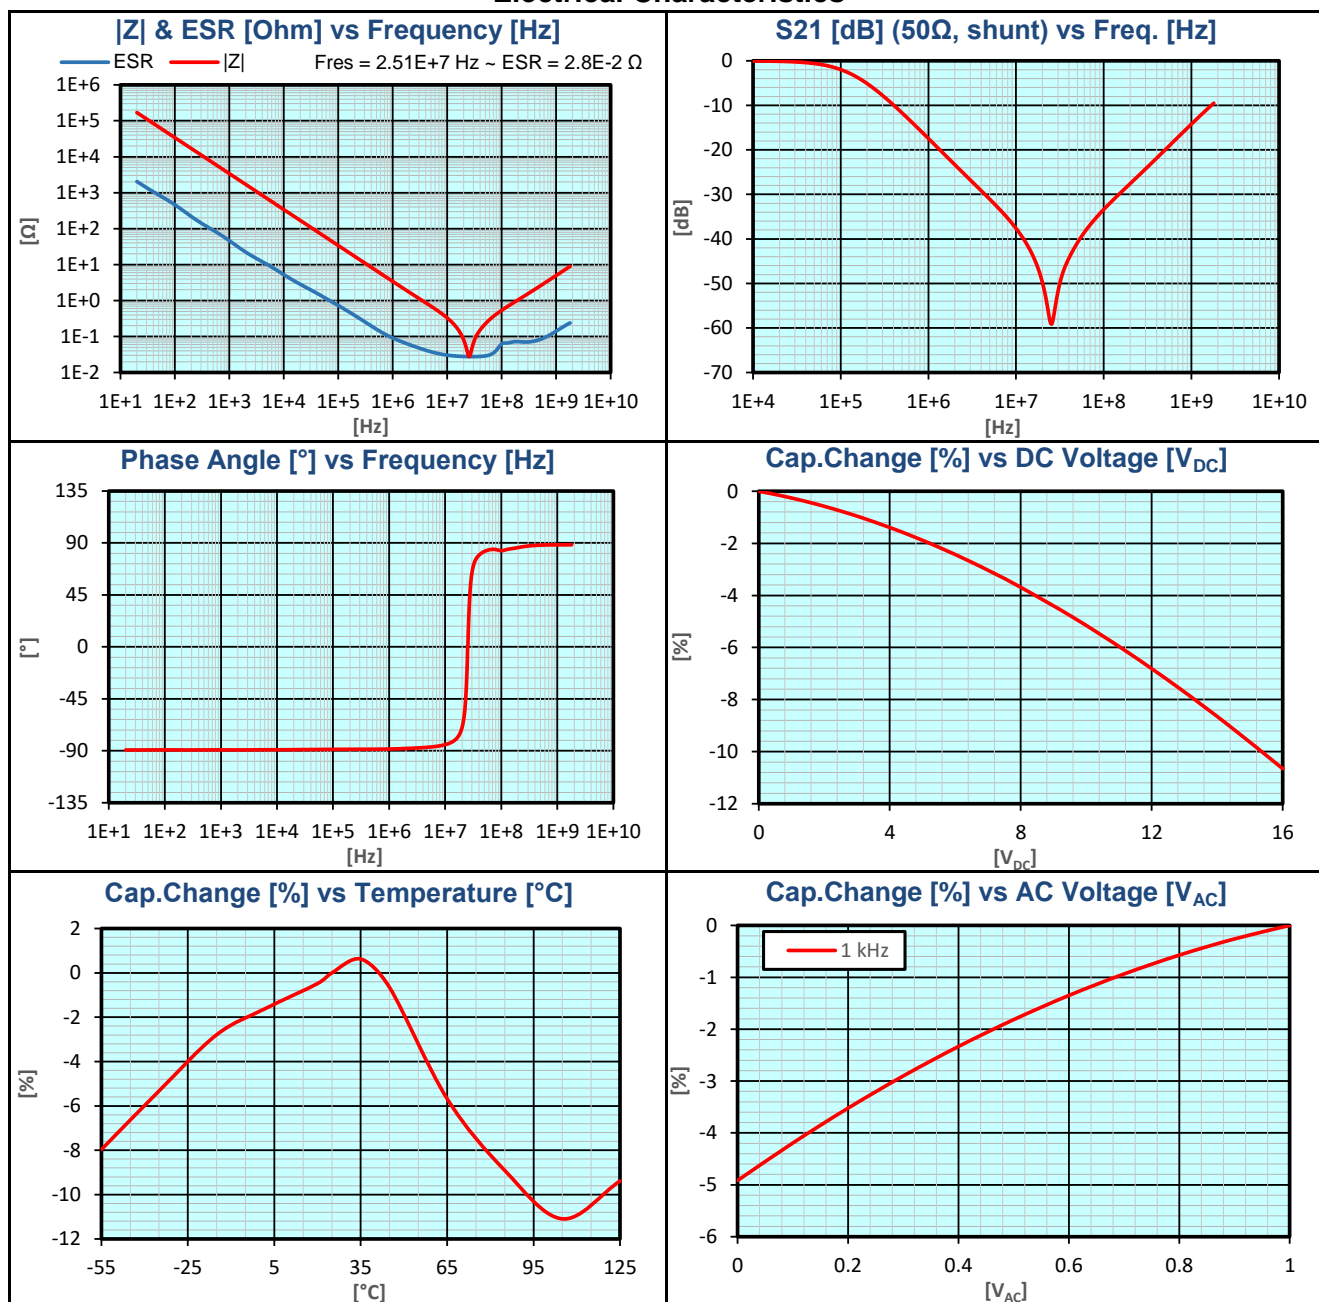 Electrical Characteristics
|Z| & ESR [Ohm] vs Frequency [Hz]
ESR |Z| Fres = 2.51E+7 Hz ~ ESR = 2.8E-2 Ω
1E+6
1E+5
1E+4
1E+3
1E+2
1E+1
1E+0
1E-1
1E-2
[Ω]
1E+1 1E+2 1E+3 1E+4 1E+5 1E+6 1E+7 1E+8 1E+9 1E+10
[Hz]
S21 [dB] (50Ω, shunt) vs Freq. [Hz]
0
-10
-20
-30
-40
-50
-60
-70
[dB]
1E+4 1E+5 1E+6 1E+7 1E+8 1E+9 1E+10
[Hz]
Phase Angle [°] vs Frequency [Hz]
135
90
45
0
-45
-90
-135
[°]
1E+1 1E+2 1E+3 1E+4 1E+5 1E+6 1E+7 1E+8 1E+9 1E+10
[Hz]
Cap.Change [%] vs DC Voltage [VDC]
0
-2
-4
-6
-8
-10
-12
[%]
0 4 8 12 16
[VDC]
Cap.Change [%] vs Temperature [°C]
2
0
-2
-4
-6
-8
-10
-12
[%]
-55 -25 5 35 65 95 125
[°C]
Cap.Change [%] vs AC Voltage [VAC]
1 kHz
0
-1
-2
-3
-4
-5
-6
[%]
0 0.2 0.4 0.6 0.8 1
[VAC]